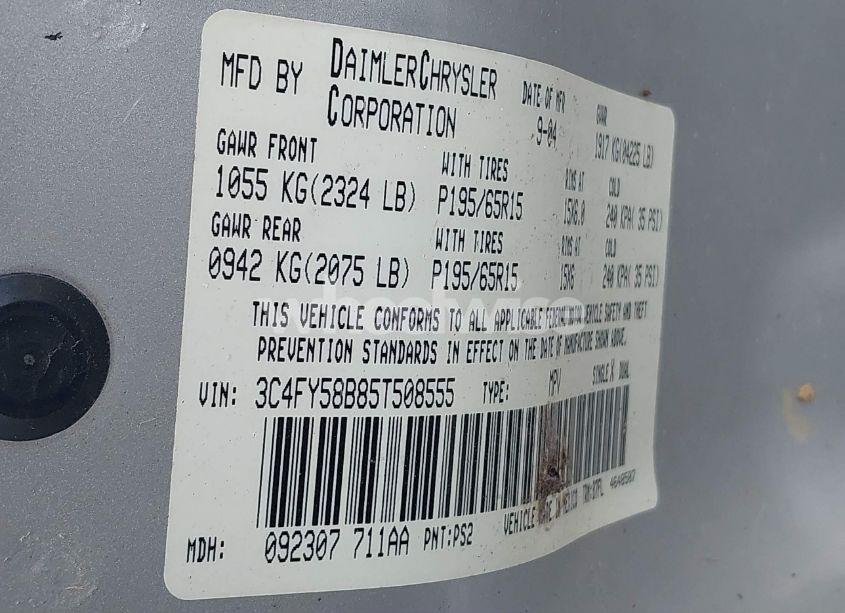 MFD BY DAIMLERCHRYSLER CORPORATION
DATE OF MFR 9-04
GVWR 1917 KG(04225 LB)
GAWR FRONT WITH TIRES RIMS AT COLD
1055 KG(2324 LB) P195/65R15 15X6.0 240 KPA( 35 PSI)
GAWR REAR WITH TIRES RIMS AT COLD
0942 KG(2075 LB) P195/65R15 15X6 240 KPA( 35 PSI)
THIS VEHICLE CONFORMS TO ALL APPLICABLE FEDERAL MOTOR VEHICLE SAFETY AND THEFT
PREVENTION STANDARDS IN EFFECT ON THE DATE OF MANUFACTURE SHOWN ABOVE.
VIN: 3C4FY58B85T508555 TYPE: MPV SINGLE X DUAL
VEHICLE MADE IN MEXICO
MDH: 092307 711AA PNT:PS2
wheelwise